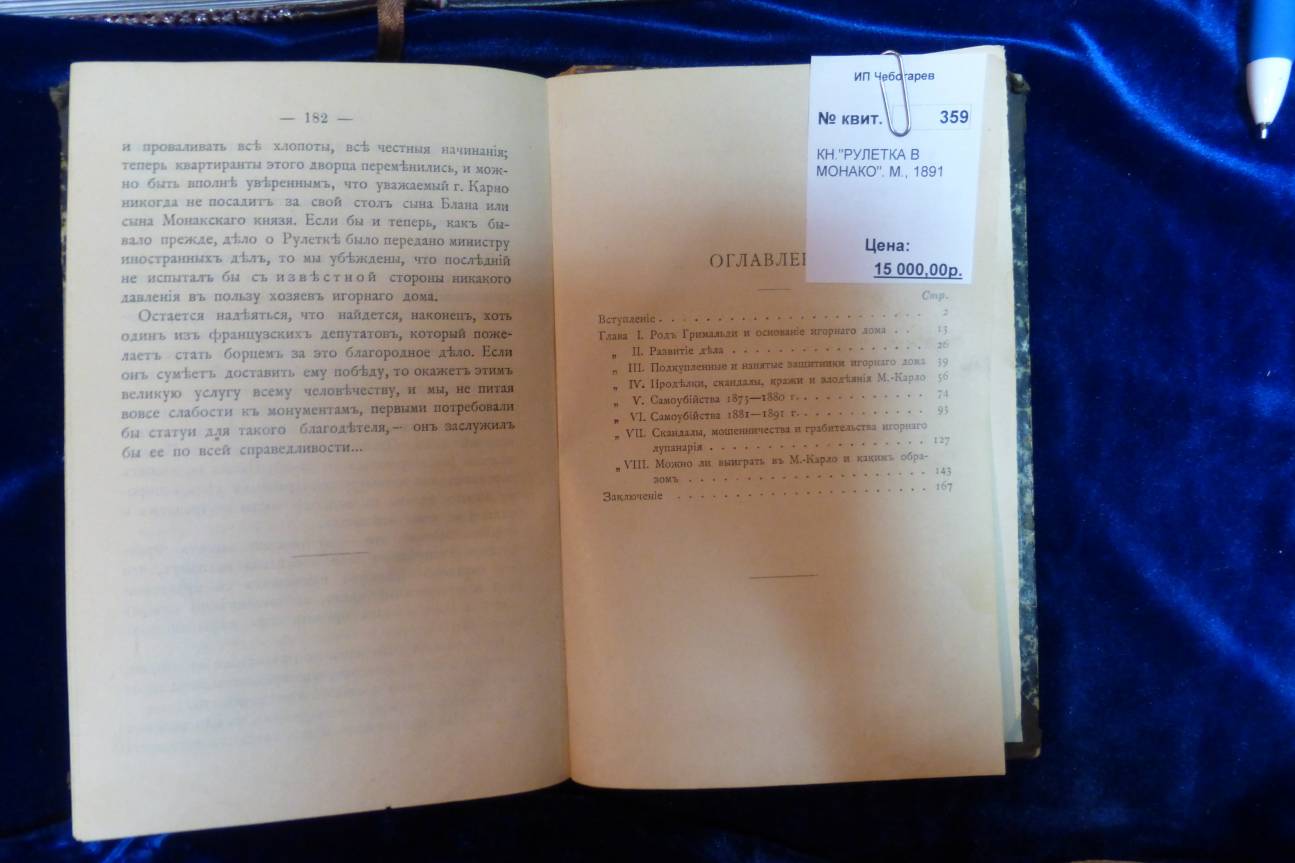 — 182 —
и проваливать всѣ хлопоты, всѣ честныя начинанія;
теперь квартиранты этого дворца перемѣнились, и мож-
но быть вполнѣ увѣреннымъ, что уважаемый г. Карно
никогда не посадитъ за свой столъ сына Блана или
сына Монакскаго князя. Если бы и теперь, какъ бы-
вало прежде, дѣло о Рулеткѣ было передано министру
иностранныхъ дѣлъ, то мы убѣждены, что послѣдній
не испыталъ бы съ извѣстной стороны никакого
давленія въ пользу хозяевъ игорнаго дома.
Остается надѣяться, что найдется, наконецъ, хоть
одинъ изъ французскихъ депутатовъ, который поже-
лаетъ стать борцемъ за это благородное дѣло. Если
онъ сумѣетъ доставить ему побѣду, то окажетъ этимъ
великую услугу всему человѣчеству, и мы, не питая
вовсе слабости къ монументамъ, первыми потребовали
бы статуи для такого благодѣтеля,— онъ заслужилъ
бы ее по всей справедливости...
ИП Чеботарев
№ квит. 359
КН."РУЛЕТКА В
МОНАКО". М., 1891
Цена:
15 000,00р.
ОГЛАВЛЕ
Стр.
Вступленіе . . . . . . . . . . . . . . . . 2
Глава I. Родъ Гримальди и основаніе игорнаго дома . . 13
„ II. Развитіе дѣла . . . . . . . . . . . . 26
„ III. Подкупленные и нанятые защитники игорнаго дома 39
„ IV. Продѣлки, скандалы, кражи и злодѣянія М.-Карло 56
„ V. Самоубійства 1873—1880 г. . . . . . . . . 74
„ VI. Самоубійства 1881—1891 г. . . . . . . . . 93
„ VII. Скандалы, мошенничества и грабительства игорнаго
лупанарія . . . . . . . . . . . . . . 127
„ VIII. Можно ли выиграть въ М.-Карло и какимъ обра-
зомъ . . . . . . . . . . . . . . . 143
Заключеніе . . . . . . . . . . . . . . . 167